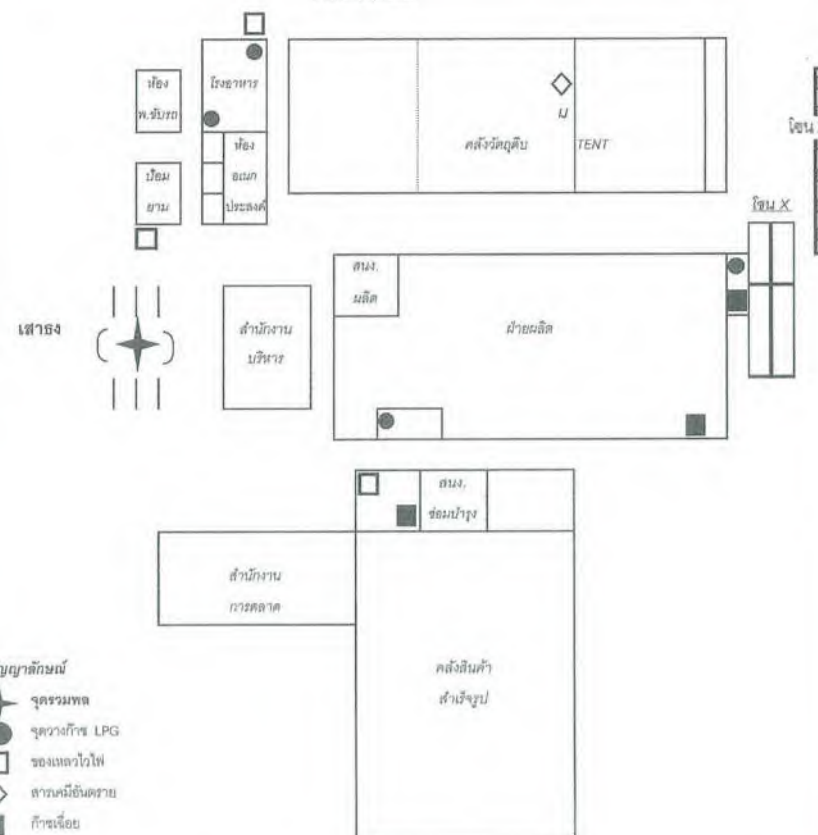 ห้อง
พ.ขับรถ
โรงอาหาร
ป้อม
ยาม
ห้อง
อเนก
ประสงค์
คลังวัตถุดิบ
TENT
โซน
โซน X
เสาธง
สำนักงาน
บริหาร
สนง.
ผลิต
ฝ่ายผลิต
สนง.
ซ่อมบำรุง
สำนักงาน
การตลาด
คลังสินค้า
สำเร็จรูป
ญญาลักษณ์
จุดรวมพล
จุดวางก๊าซ LPG
ของเหลวไวไฟ
สารเคมีอันตราย
ก๊าซเฉื่อย